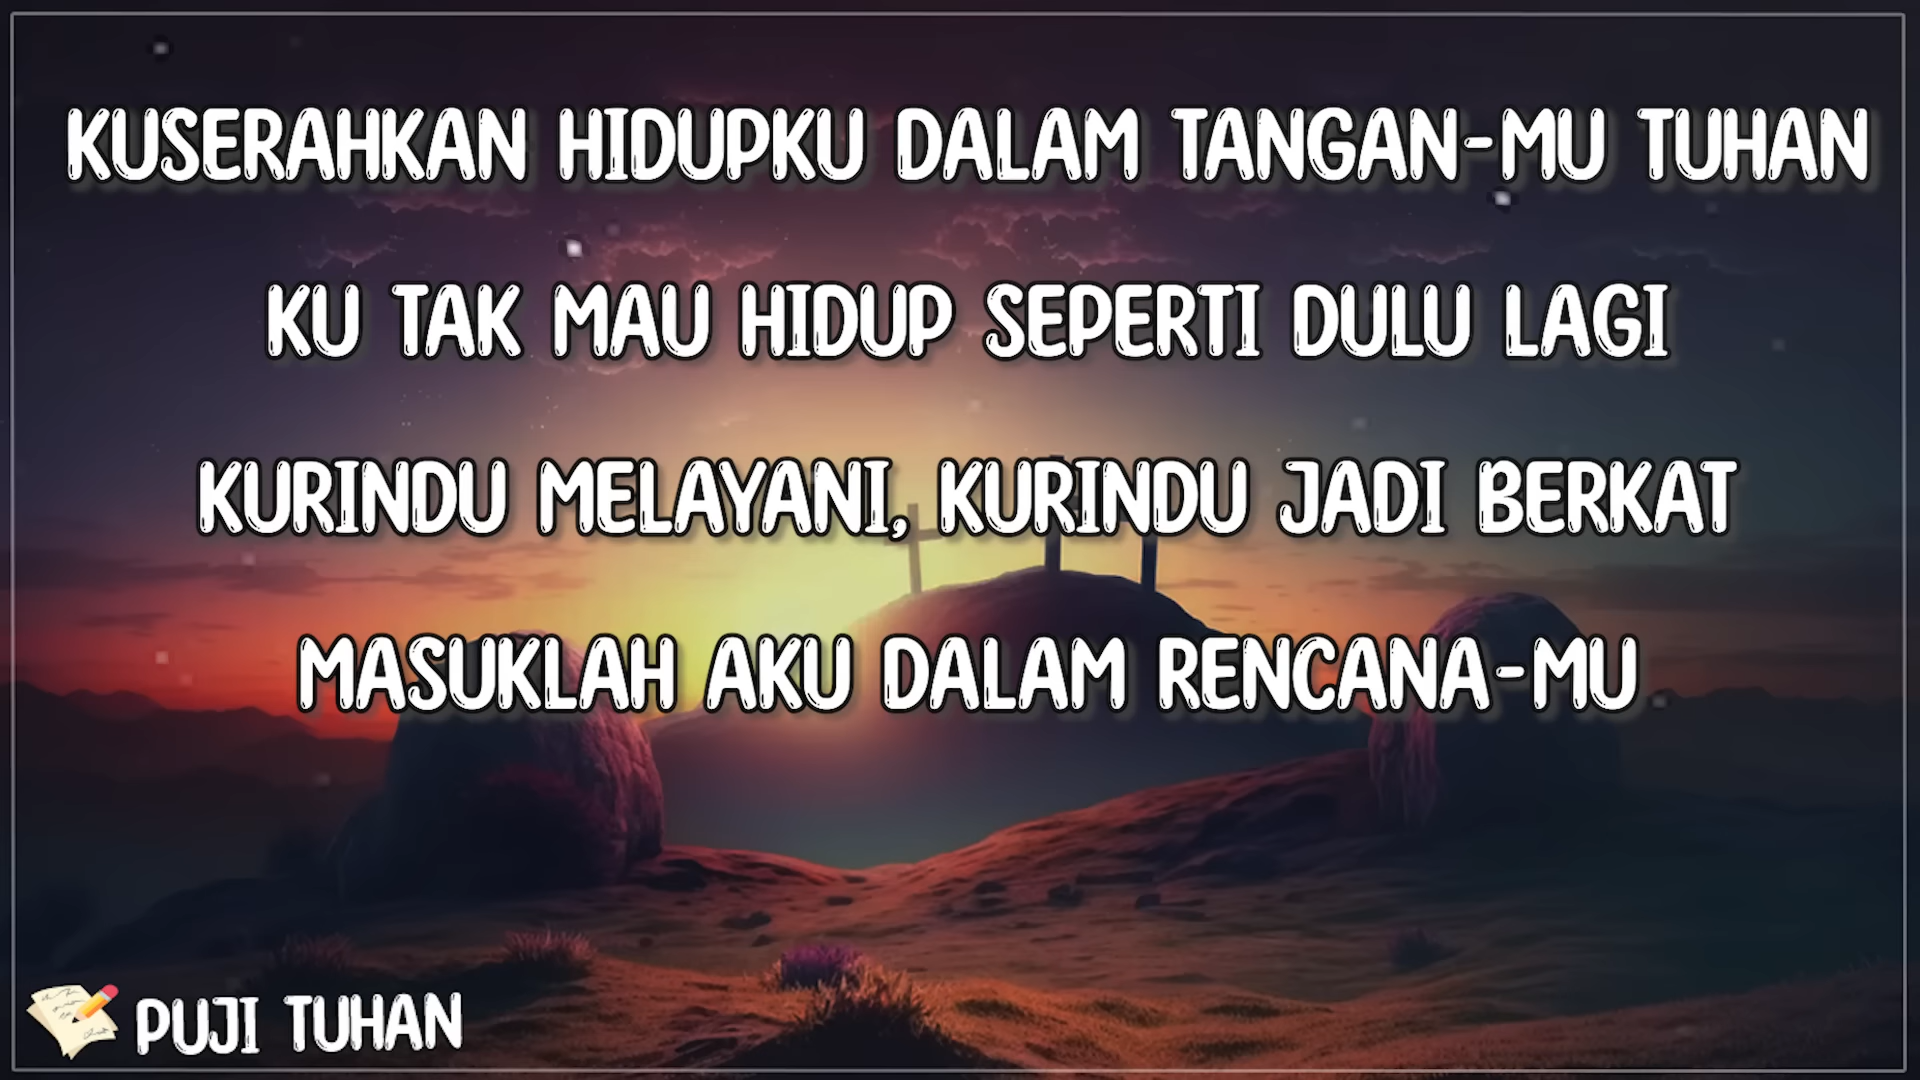 KUSERAHKAN HIDUPKU DALAM TANGAN-MU TUHAN
KU TAK MAU HIDUP SEPERTI DULU LAGI
KURINDU MELAYANI, KURINDU JADI BERKAT
MASUKLAH AKU DALAM RENCANA-MU
PUJI TUHAN